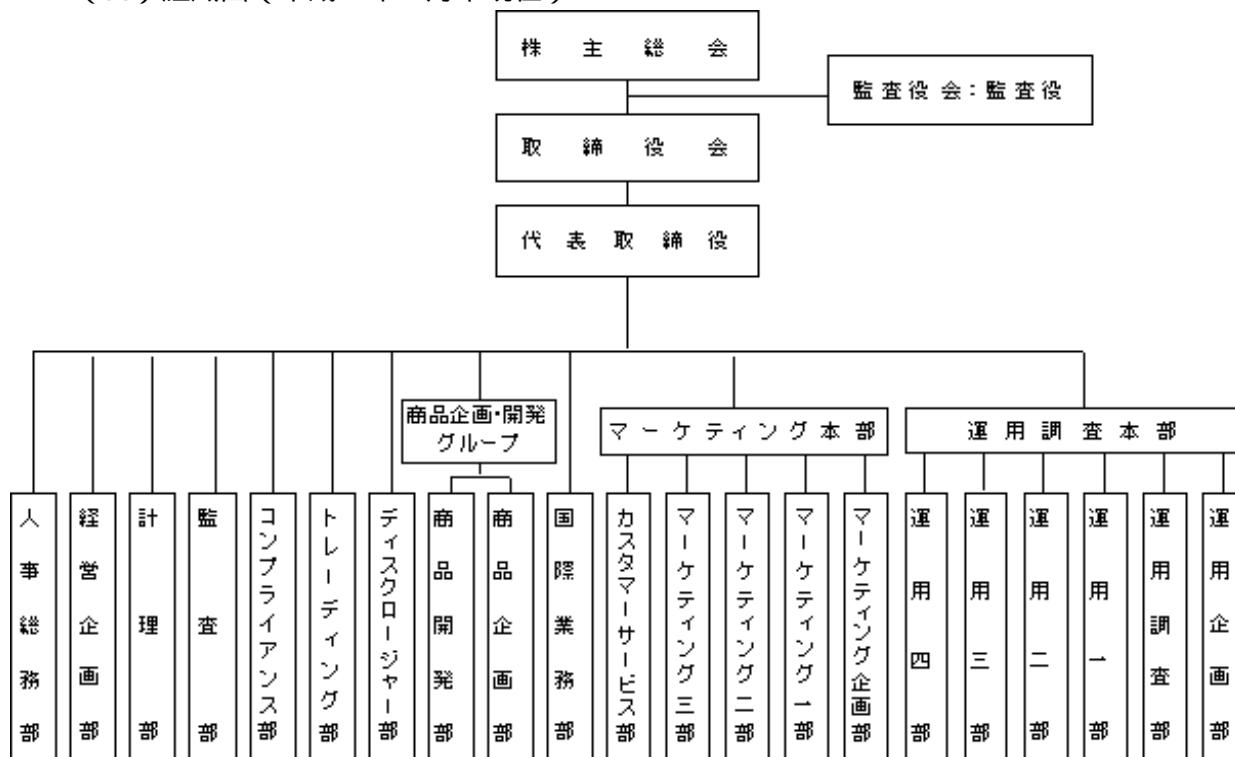 株主総会
監査役会：監査役
取締役会
代表取締役
商品企画・開発
グループ
マーケティング本部
運用調査本部
人事総務部
経営企画部
計理部
監査部
コンプライアンス部
トレーディング部
ディスクロージャー部
商品開発部
商品企画部
国際業務部
カスタマーサービス部
マーケティング三部
マーケティング二部
マーケティング一部
マーケティング企画部
運用四部
運用三部
運用二部
運用一部
運用調査部
運用企画部